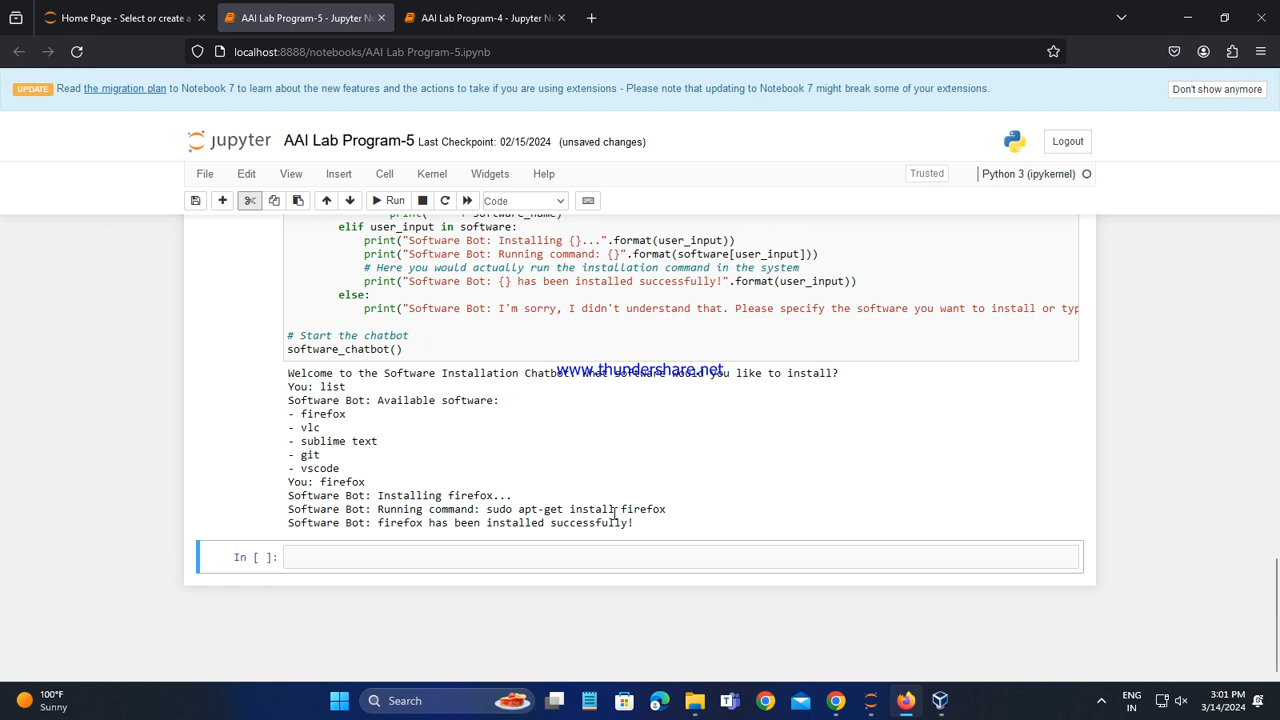 Home Page - Select or create a
AAI Lab Program-5 - Jupyter No
AAI Lab Program-4 - Jupyter No
localhost:8888/notebooks/AAI Lab Program-5.ipynb
UPDATE Read the migration plan to Notebook 7 to learn about the new features and the actions to take if you are using extensions - Please note that updating to Notebook 7 might break some of your extensions.
Don't show anymore
jupyter AAI Lab Program-5 Last Checkpoint: 02/15/2024 (unsaved changes)
Logout
File Edit View Insert Cell Kernel Widgets Help
Trusted
Python 3 (ipykernel)
Run
Code
elif user_input in software:
print("Software Bot: Installing {}...".format(user_input))
print("Software Bot: Running command: {}".format(software[user_input]))
# Here you would actually run the installation command in the system
print("Software Bot: {} has been installed successfully!".format(user_input))
else:
print("Software Bot: I'm sorry, I didn't understand that. Please specify the software you want to install or typ
# Start the chatbot
software_chatbot()
Welcome to the Software Installation Chatbot! What software would you like to install?
www.thundershare.net
You: list
Software Bot: Available software:
- firefox
- vlc
- sublime text
- git
- vscode
You: firefox
Software Bot: Installing firefox...
Software Bot: Running command: sudo apt-get install firefox
Software Bot: firefox has been installed successfully!
In [ ]:
100°F
Sunny
Search
ENG
IN
3:01 PM
3/14/2024